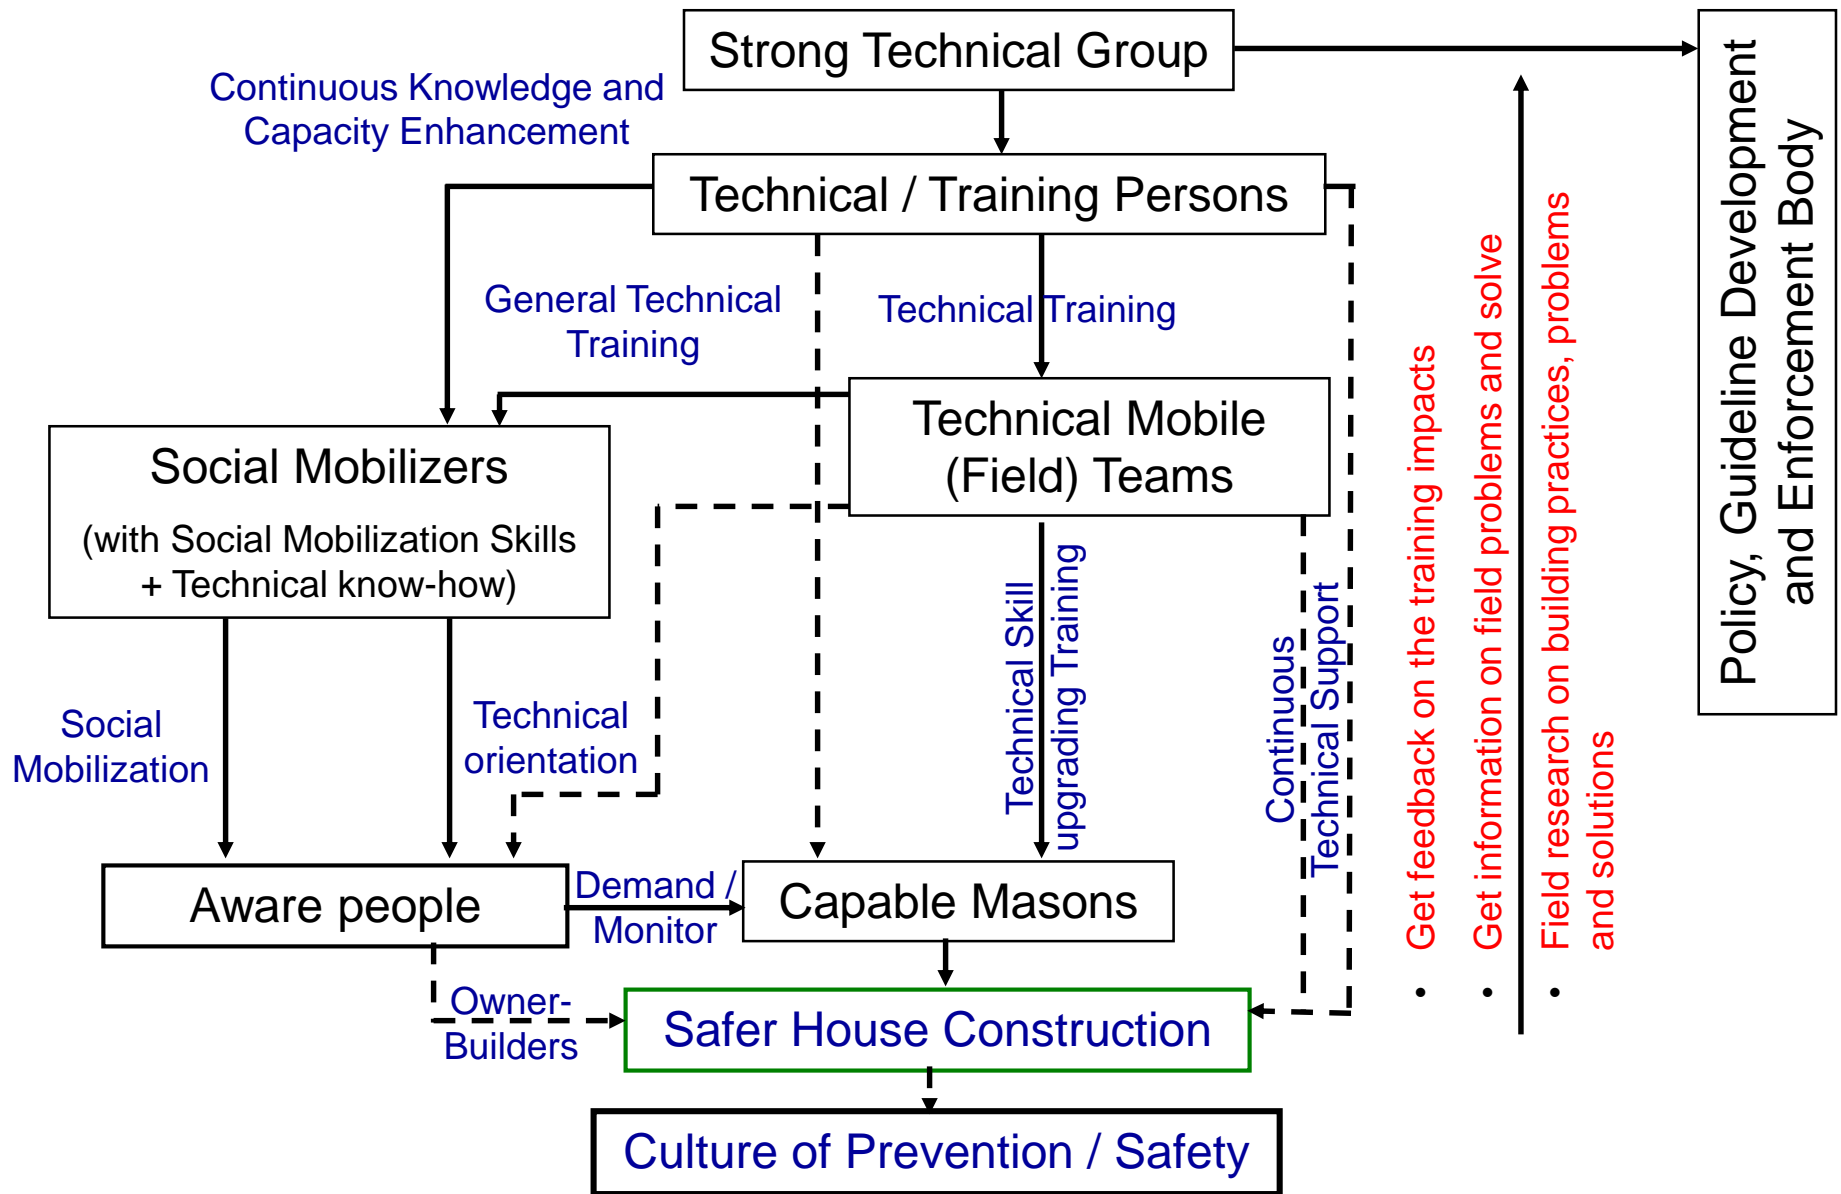 Strong Technical Group
Continuous Knowledge and
Capacity Enhancement
Technical / Training Persons
General Technical
Training
Technical Training
Technical Mobile
(Field) Teams
Social Mobilizers
(with Social Mobilization Skills
+ Technical know-how)
Social
Mobilization
Technical
orientation
Technical Skill
upgrading Training
Continuous
Technical Support
Aware people
Demand /
Monitor
Capable Masons
Owner-
Builders
Safer House Construction
Culture of Prevention / Safety
• Get feedback on the training impacts
• Get information on field problems and solve
• Field research on building practices, problems
and solutions
Policy, Guideline Development
and Enforcement Body